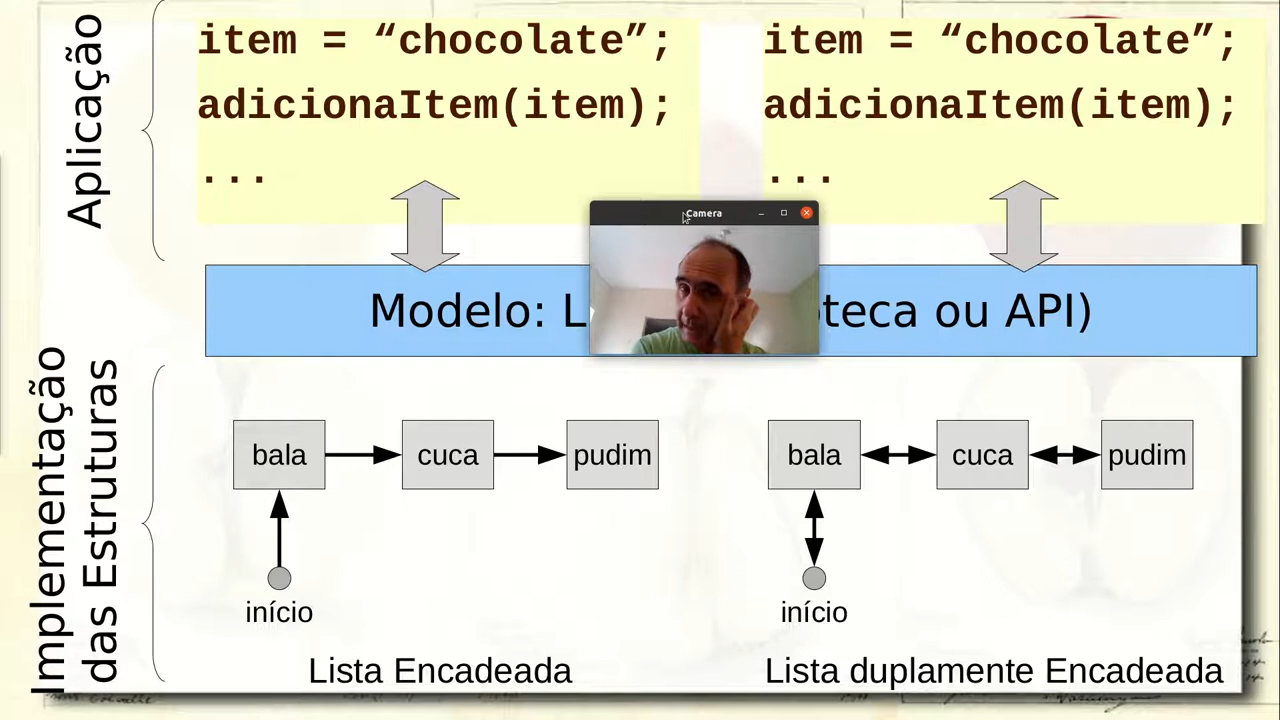 Aplicação
item = “chocolate”;
adicionaItem(item);
...
item = “chocolate”;
adicionaItem(item);
...
Camera
Modelo: L teca ou API)
Implementação
das Estruturas
bala
cuca
pudim
início
Lista Encadeada
bala
cuca
pudim
início
Lista duplamente Encadeada